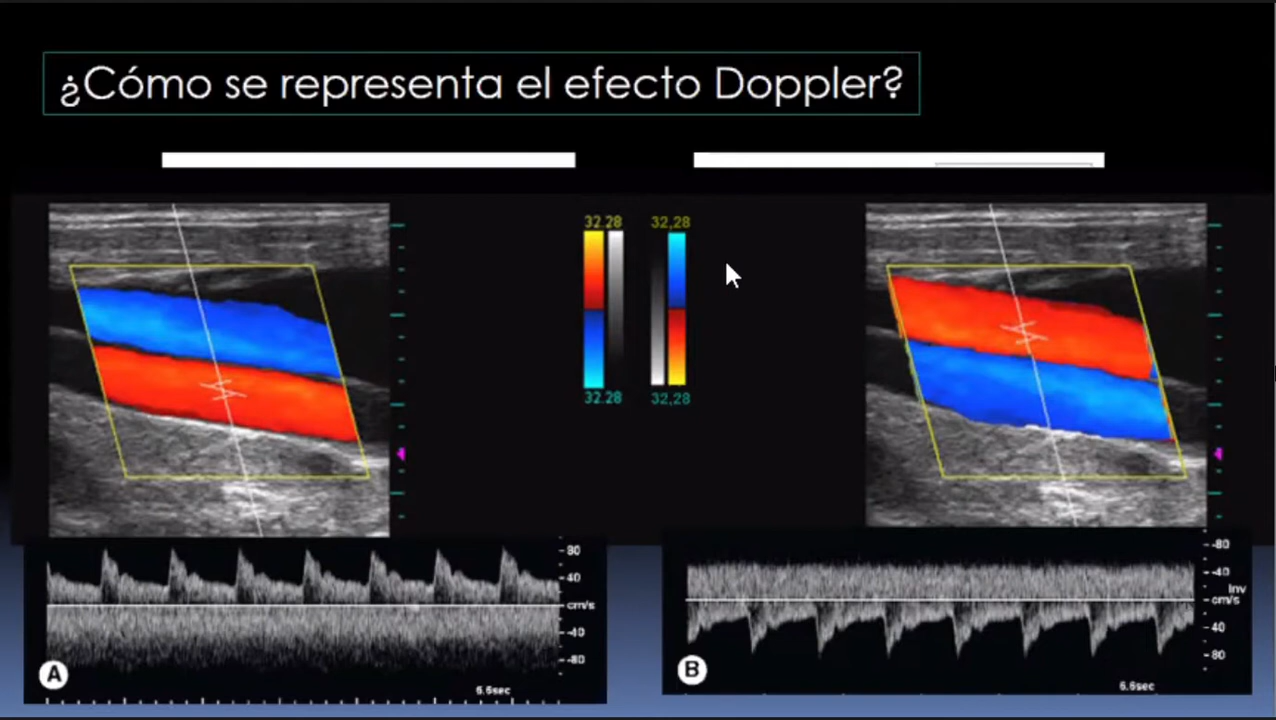 ¿Cómo se representa el efecto Doppler?
32.28 32,28
32.28 32,28
80
40
cm/s
-40
-80
A
6.6sec
-80
-40
Inv
cm/s
40
80
B
6.6sec